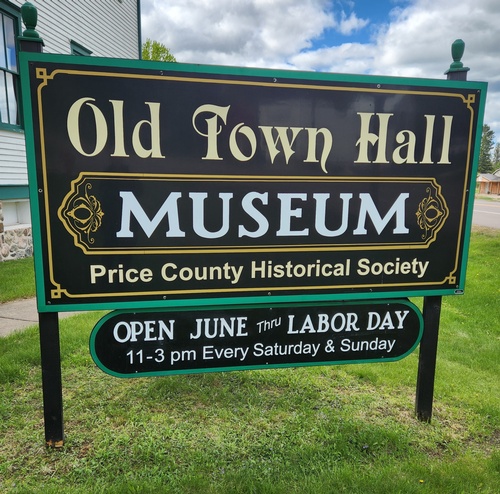 Old Town Hall
MUSEUM
Price County Historical Society
OPEN JUNE Thru LABOR DAY
11-3 pm Every Saturday & Sunday